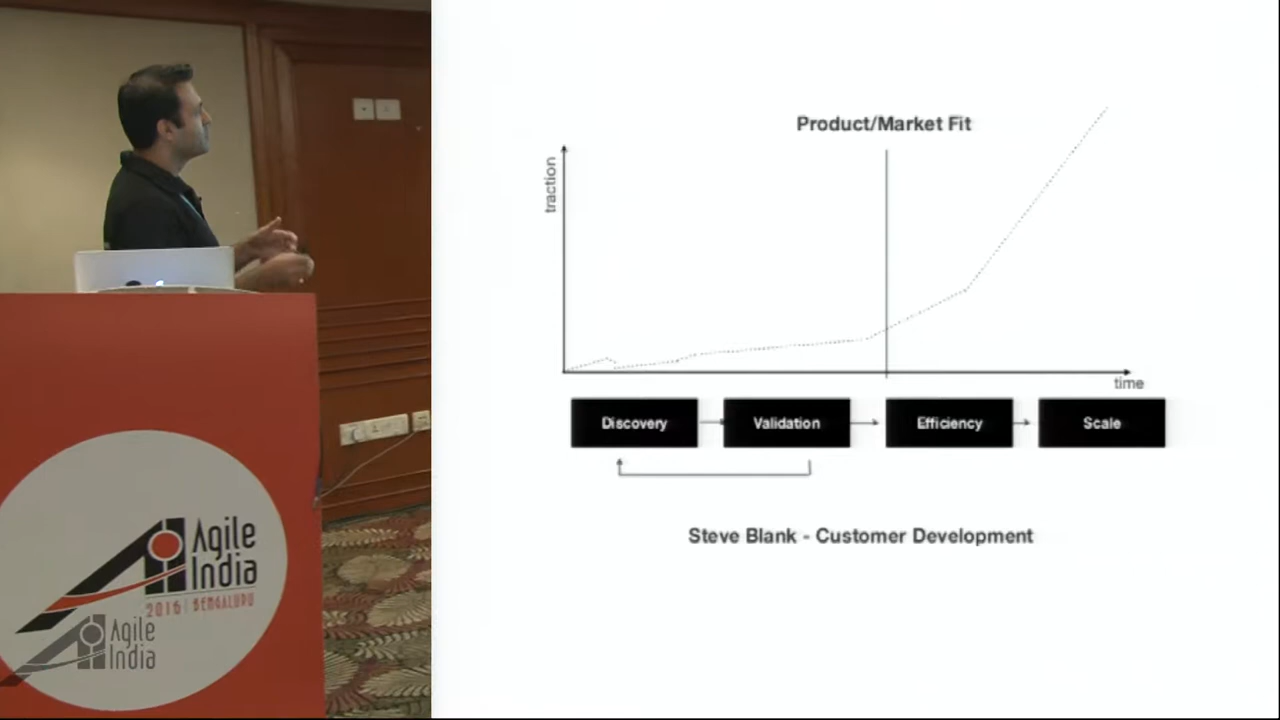 Product/Market Fit
traction
time
Discovery
Validation
Efficiency
Scale
Steve Blank - Customer Development
Agile
India
2016 | BENGALURU
Agile
India